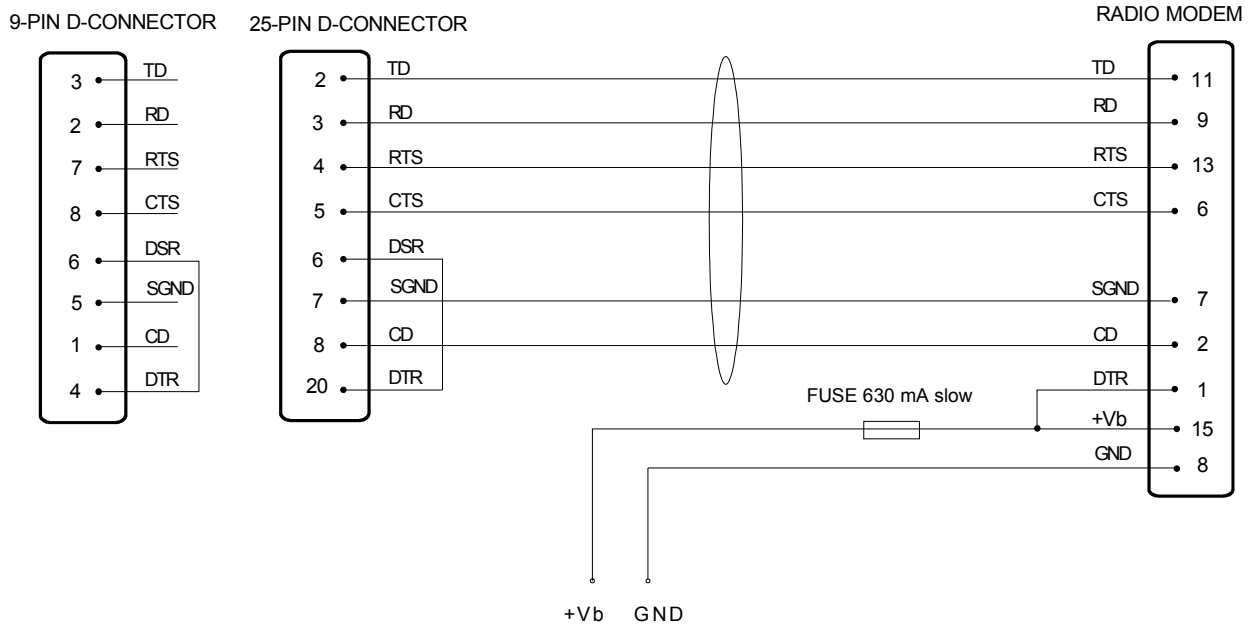 9-PIN D-CONNECTOR
3 TD
2 RD
7 RTS
8 CTS
6 DSR
5 SGND
1 CD
4 DTR
25-PIN D-CONNECTOR
2 TD
3 RD
4 RTS
5 CTS
6 DSR
7 SGND
8 CD
20 DTR
RADIO MODEM
TD 11
RD 9
RTS 13
CTS 6
SGND 7
CD 2
DTR 1
+Vb 15
GND 8
FUSE 630 mA slow
+Vb GND